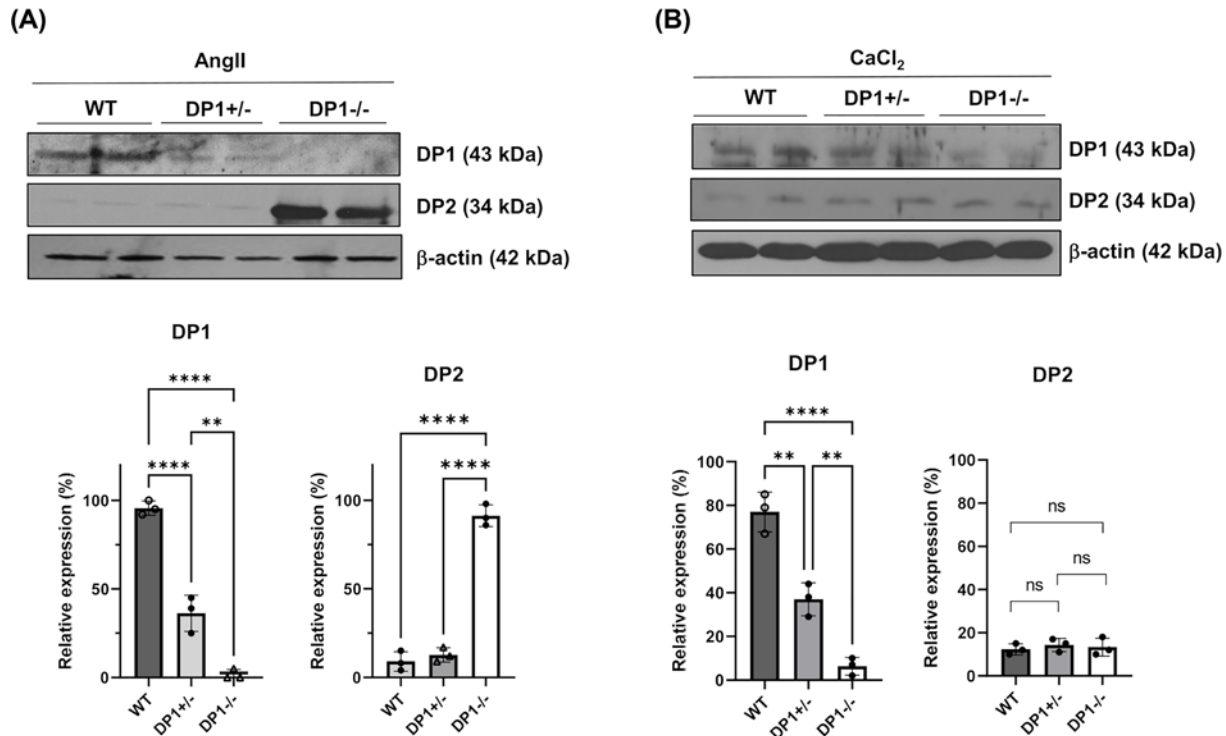 (A)
AngII
WT DP1+/- DP1-/-
DP1 (43 kDa)
DP2 (34 kDa)
β-actin (42 kDa)
DP1
Relative expression (%)
100
50
0
****
**
****
WT
DP1+/-
DP1-/-
DP2
Relative expression (%)
100
50
0
****
****
WT
DP1+/-
DP1-/-
(B)
CaCl₂
WT DP1+/- DP1-/-
DP1 (43 kDa)
DP2 (34 kDa)
β-actin (42 kDa)
DP1
Relative expression (%)
100
80
60
40
20
0
****
** **
WT
DP1+/-
DP1-/-
DP2
Relative expression (%)
100
80
60
40
20
0
ns
ns
ns
WT
DP1+/-
DP1-/-